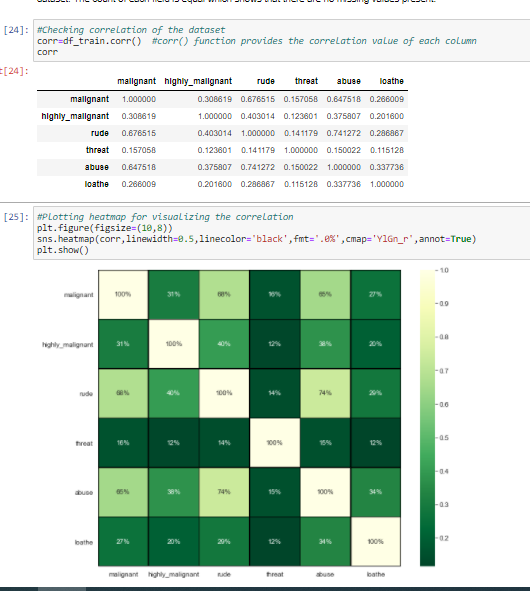 dataset. The count of each field is equal which shows that there are no missing values present.
[24]: #Checking correlation of the dataset
corr=df_train.corr()  #corr() function provides the correlation value of each column
corr
t[24]:
malignant highly_malignant rude threat abuse loathe
malignant 1.000000 0.308619 0.676515 0.157058 0.647518 0.266009
highly_malignant 0.308619 1.000000 0.403014 0.123601 0.375807 0.201600
rude 0.676515 0.403014 1.000000 0.141179 0.741272 0.286867
threat 0.157058 0.123601 0.141179 1.000000 0.150022 0.115128
abuse 0.647518 0.375807 0.741272 0.150022 1.000000 0.337736
loathe 0.266009 0.201600 0.286867 0.115128 0.337736 1.000000
[25]: #Plotting heatmap for visualizing the correlation
plt.figure(figsize=(10,8))
sns.heatmap(corr,linewidth=0.5,linecolor='black',fmt='.0%',cmap='YlGn_r',annot=True)
plt.show()
malignant 100% 31% 68% 16% 65% 27%
highly_malignant 31% 100% 40% 12% 38% 20%
rude 68% 40% 100% 14% 74% 29%
threat 16% 12% 14% 100% 15% 12%
abuse 65% 38% 74% 15% 100% 34%
loathe 27% 20% 29% 12% 34% 100%
malignant highly_malignant rude threat abuse loathe
1.0
0.9
0.8
0.7
0.6
0.5
0.4
0.3
0.2